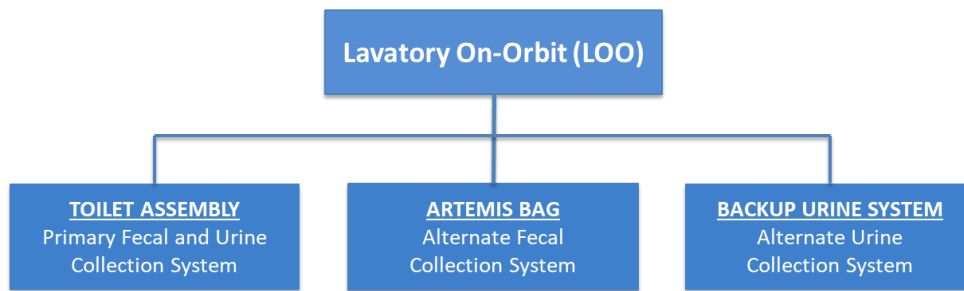 Lavatory On-Orbit (LOO)
TOILET ASSEMBLY
Primary Fecal and Urine
Collection System
ARTEMIS BAG
Alternate Fecal
Collection System
BACKUP URINE SYSTEM
Alternate Urine
Collection System